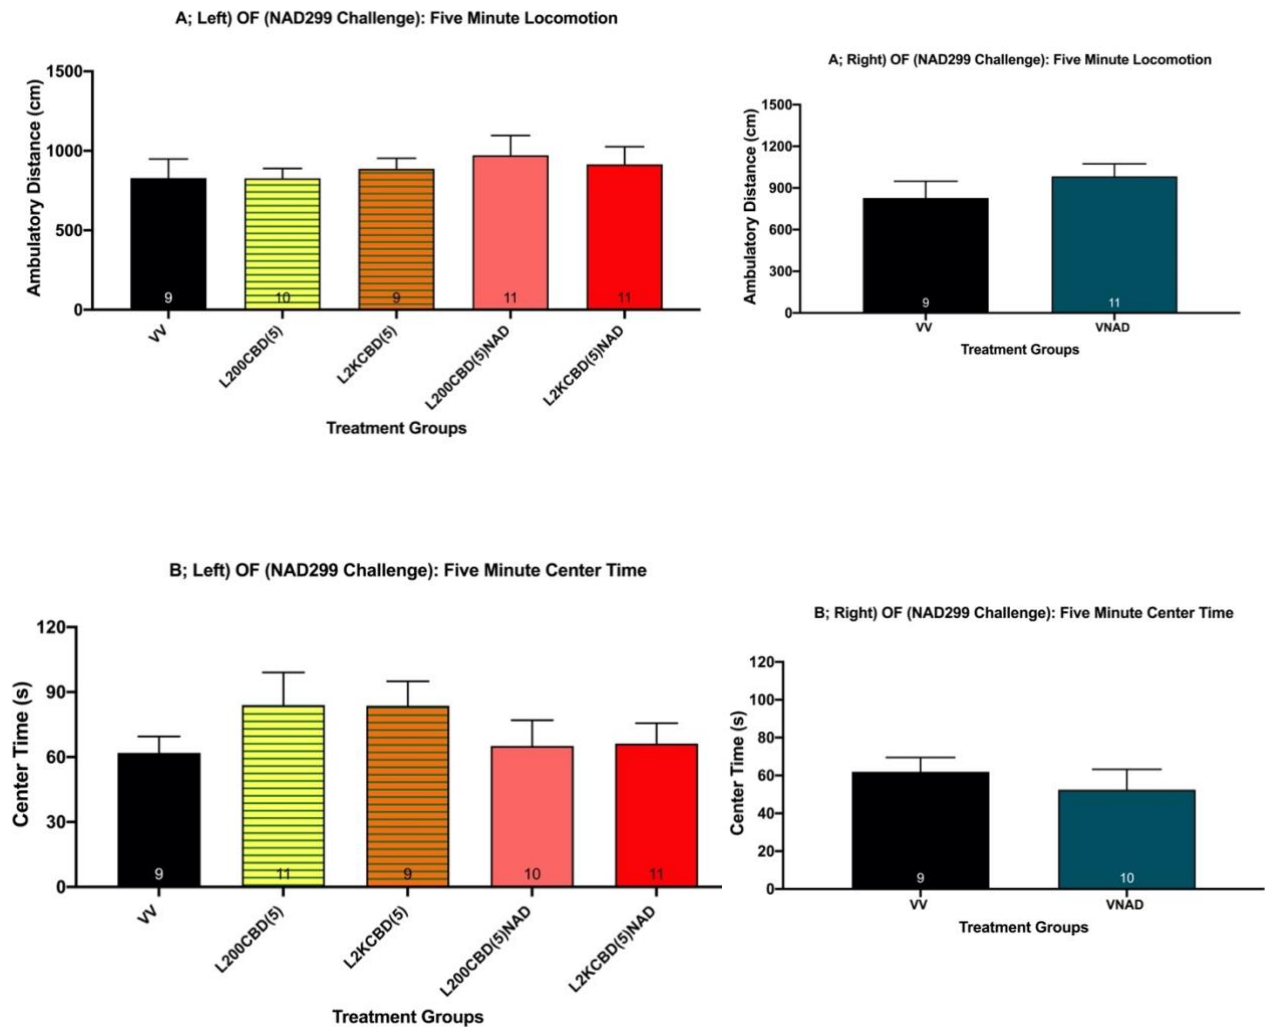 A; Left) OF (NAD299 Challenge): Five Minute Locomotion
Ambulatory Distance (cm)
1500
1000
500
0
9
10
9
11
11
VV
L200CBD(5)
L2KCBD(5)
L200CBD(5)NAD
L2KCBD(5)NAD
Treatment Groups
A; Right) OF (NAD299 Challenge): Five Minute Locomotion
Ambulatory Distance (cm)
1500
1200
900
600
300
0
9
11
VV
VNAD
Treatment Groups
B; Left) OF (NAD299 Challenge): Five Minute Center Time
Center Time (s)
120
90
60
30
0
9
11
9
10
11
VV
L200CBD(5)
L2KCBD(5)
L200CBD(5)NAD
L2KCBD(5)NAD
Treatment Groups
B; Right) OF (NAD299 Challenge): Five Minute Center Time
Center Time (s)
120
100
80
60
40
20
0
9
10
VV
VNAD
Treatment Groups